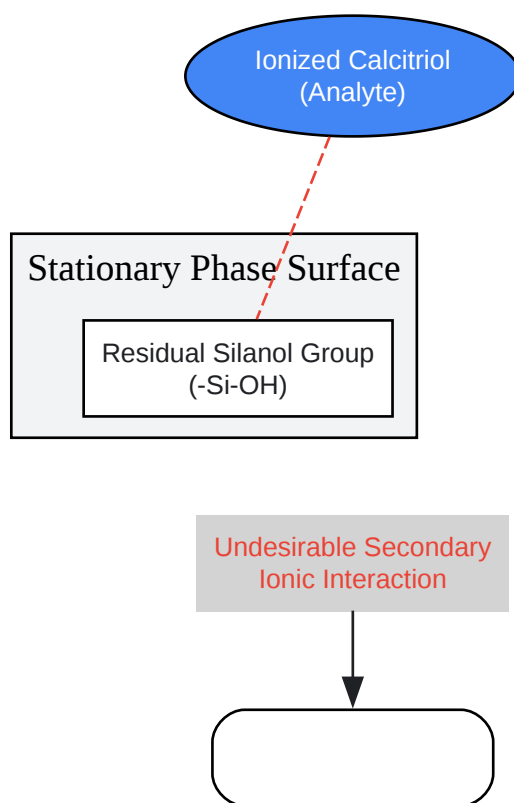 Ionized Calcitriol
(Analyte)
Stationary Phase Surface
Residual Silanol Group
(-Si-OH)
Undesirable Secondary
Ionic Interaction